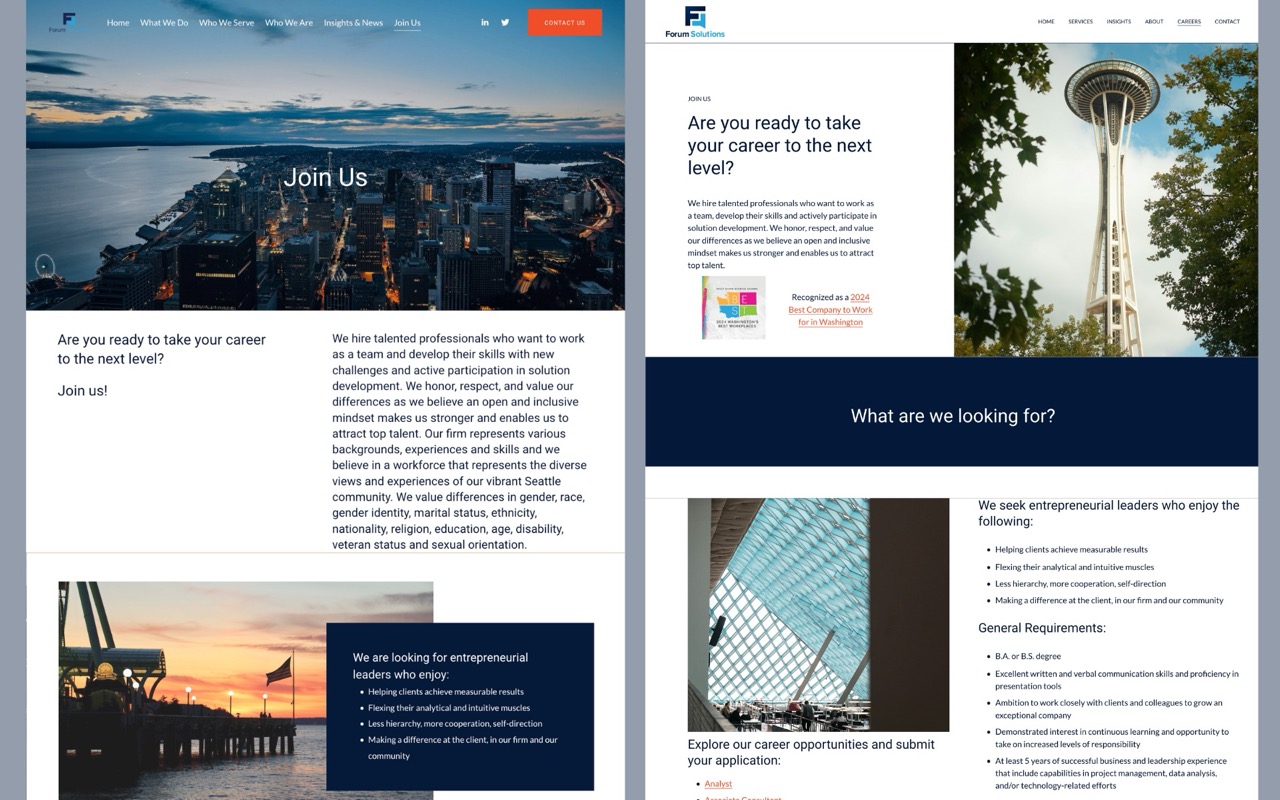 Forum
Home What We Do Who We Serve Who We Are Insights & News Join Us
CONTACT US
Join Us
Are you ready to take your career
to the next level?
Join us!
We hire talented professionals who want to work
as a team and develop their skills with new
challenges and active participation in solution
development. We honor, respect, and value our
differences as we believe an open and inclusive
mindset makes us stronger and enables us to
attract top talent. Our firm represents various
backgrounds, experiences and skills and we
believe in a workforce that represents the diverse
views and experiences of our vibrant Seattle
community. We value differences in gender, race,
gender identity, marital status, ethnicity,
nationality, religion, education, age, disability,
veteran status and sexual orientation.
We are looking for entrepreneurial
leaders who enjoy:
Helping clients achieve measurable results
Flexing their analytical and intuitive muscles
Less hierarchy, more cooperation, self-direction
Making a difference at the client, in our firm and our
community
Forum Solutions
HOME SERVICES INSIGHTS ABOUT CAREERS CONTACT
JOIN US
Are you ready to take
your career to the next
level?
We hire talented professionals who want to work as
a team, develop their skills and actively participate in
solution development. We honor, respect, and value
our differences as we believe an open and inclusive
mindset makes us stronger and enables us to attract
top talent.
BEST
2024 WASHINGTON'S
BEST WORKPLACES
Recognized as a 2024
Best Company to Work
for in Washington
What are we looking for?
We seek entrepreneurial leaders who enjoy the
following:
Helping clients achieve measurable results
Flexing their analytical and intuitive muscles
Less hierarchy, more cooperation, self-direction
Making a difference at the client, in our firm and our community
General Requirements:
B.A. or B.S. degree
Excellent written and verbal communication skills and proficiency in
presentation tools
Ambition to work closely with clients and colleagues to grow an
exceptional company
Demonstrated interest in continuous learning and opportunity to
take on increased levels of responsibility
At least 5 years of successful business and leadership experience
that include capabilities in project management, data analysis,
and/or technology-related efforts
Explore our career opportunities and submit
your application:
Analyst
Associate Consultant